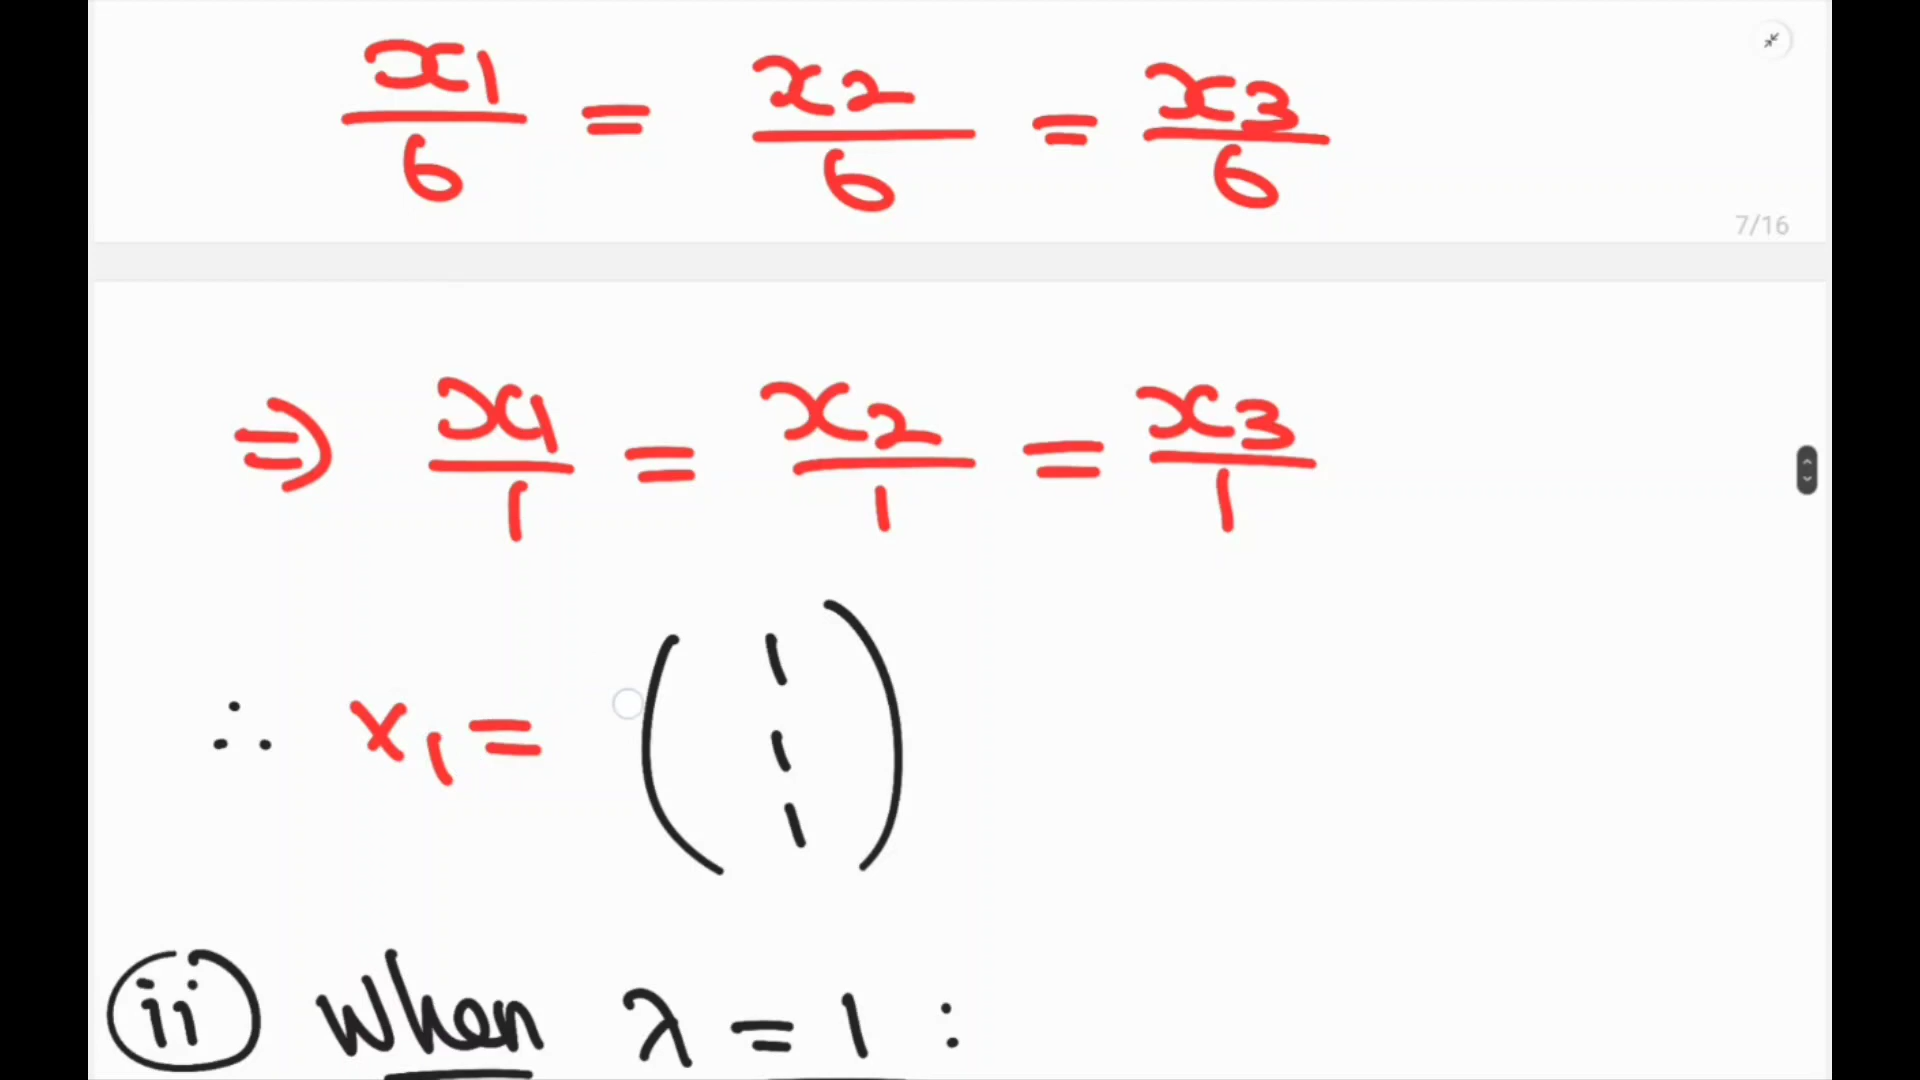 x1/6 = x2/6 = x3/6
7/16
⇒ x1/1 = x2/1 = x3/1
∴ x1 = ( 1
1
1 )
ii When λ = 1 :